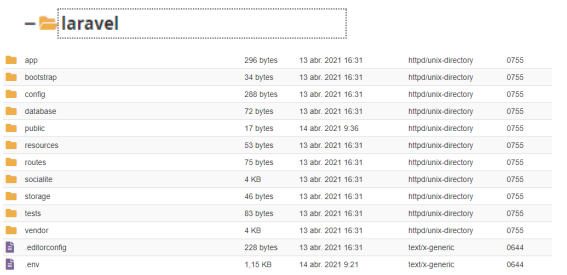 laravel
app 296 bytes 13 abr. 2021 16:31 httpd/unix-directory 0755
bootstrap 34 bytes 13 abr. 2021 16:31 httpd/unix-directory 0755
config 288 bytes 13 abr. 2021 16:31 httpd/unix-directory 0755
database 72 bytes 13 abr. 2021 16:31 httpd/unix-directory 0755
public 17 bytes 14 abr. 2021 9:36 httpd/unix-directory 0755
resources 53 bytes 13 abr. 2021 16:31 httpd/unix-directory 0755
routes 75 bytes 13 abr. 2021 16:31 httpd/unix-directory 0755
socialite 4 KB 13 abr. 2021 16:31 httpd/unix-directory 0755
storage 46 bytes 13 abr. 2021 16:31 httpd/unix-directory 0755
tests 83 bytes 13 abr. 2021 16:31 httpd/unix-directory 0755
vendor 4 KB 13 abr. 2021 16:31 httpd/unix-directory 0755
.editorconfig 228 bytes 13 abr. 2021 16:31 text/x-generic 0644
.env 1,15 KB 14 abr. 2021 9:21 text/x-generic 0644